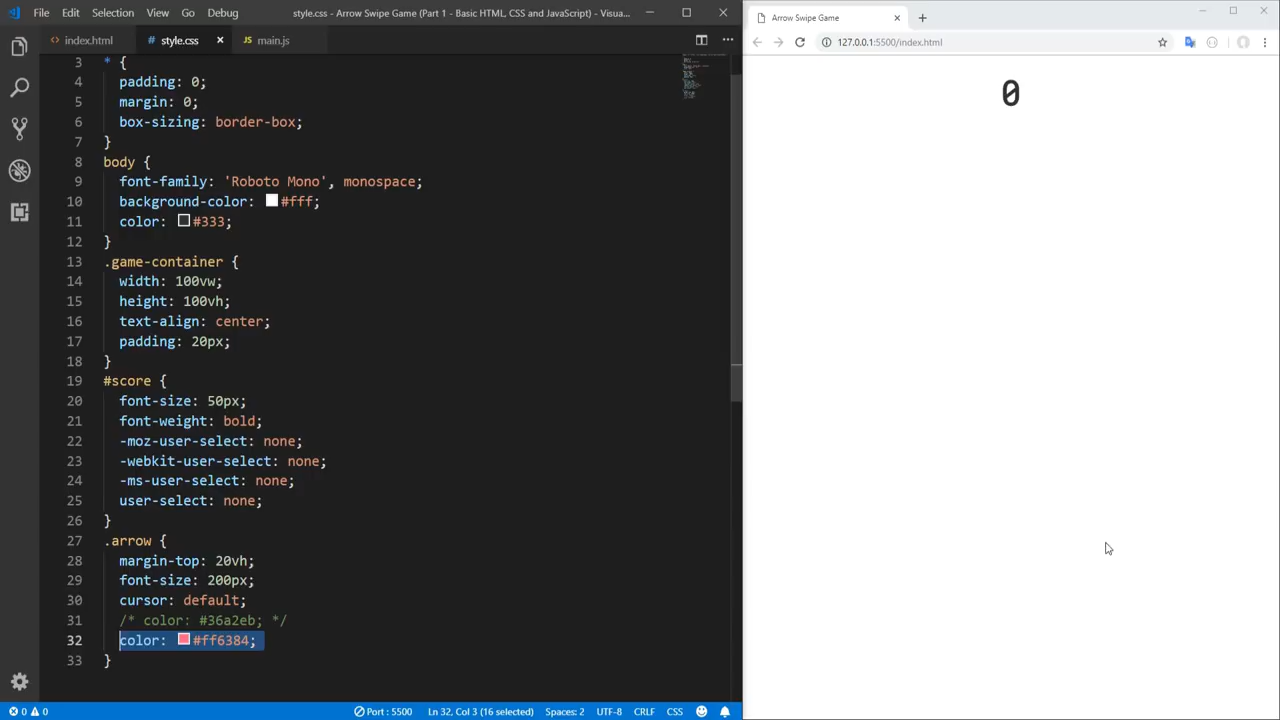 File Edit Selection View Go Debug style.css - Arrow Swipe Game (Part 1 - Basic HTML, CSS and JavaScript) - Visua...
index.html style.css main.js
3 * {
4 padding: 0;
5 margin: 0;
6 box-sizing: border-box;
7 }
8 body {
9 font-family: 'Roboto Mono', monospace;
10 background-color: #fff;
11 color: #333;
12 }
13 .game-container {
14 width: 100vw;
15 height: 100vh;
16 text-align: center;
17 padding: 20px;
18 }
19 #score {
20 font-size: 50px;
21 font-weight: bold;
22 -moz-user-select: none;
23 -webkit-user-select: none;
24 -ms-user-select: none;
25 user-select: none;
26 }
27 .arrow {
28 margin-top: 20vh;
29 font-size: 200px;
30 cursor: default;
31 /* color: #36a2eb; */
32 color: #ff6384;
33 }
0 0 Port : 5500 Ln 32, Col 3 (16 selected) Spaces: 2 UTF-8 CRLF CSS
Arrow Swipe Game
127.0.0.1:5500/index.html
0